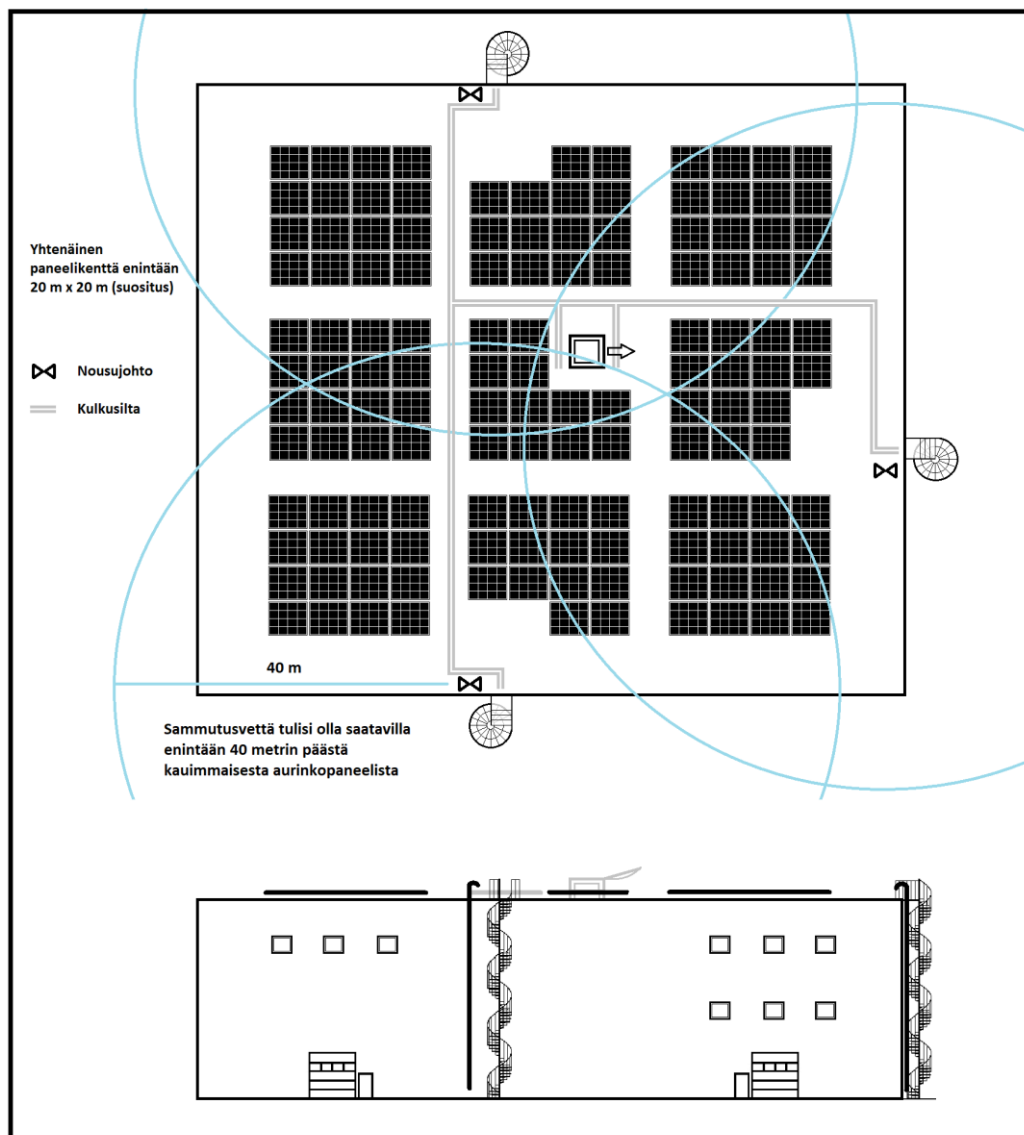 Yhtenäinen
paneelikenttä enintään
20 m x 20 m (suositus)
Nousujohto
Kulkusilta
40 m
Sammutusvettä tulisi olla saatavilla
enintään 40 metrin päästä
kauimmaisesta aurinkopaneelista